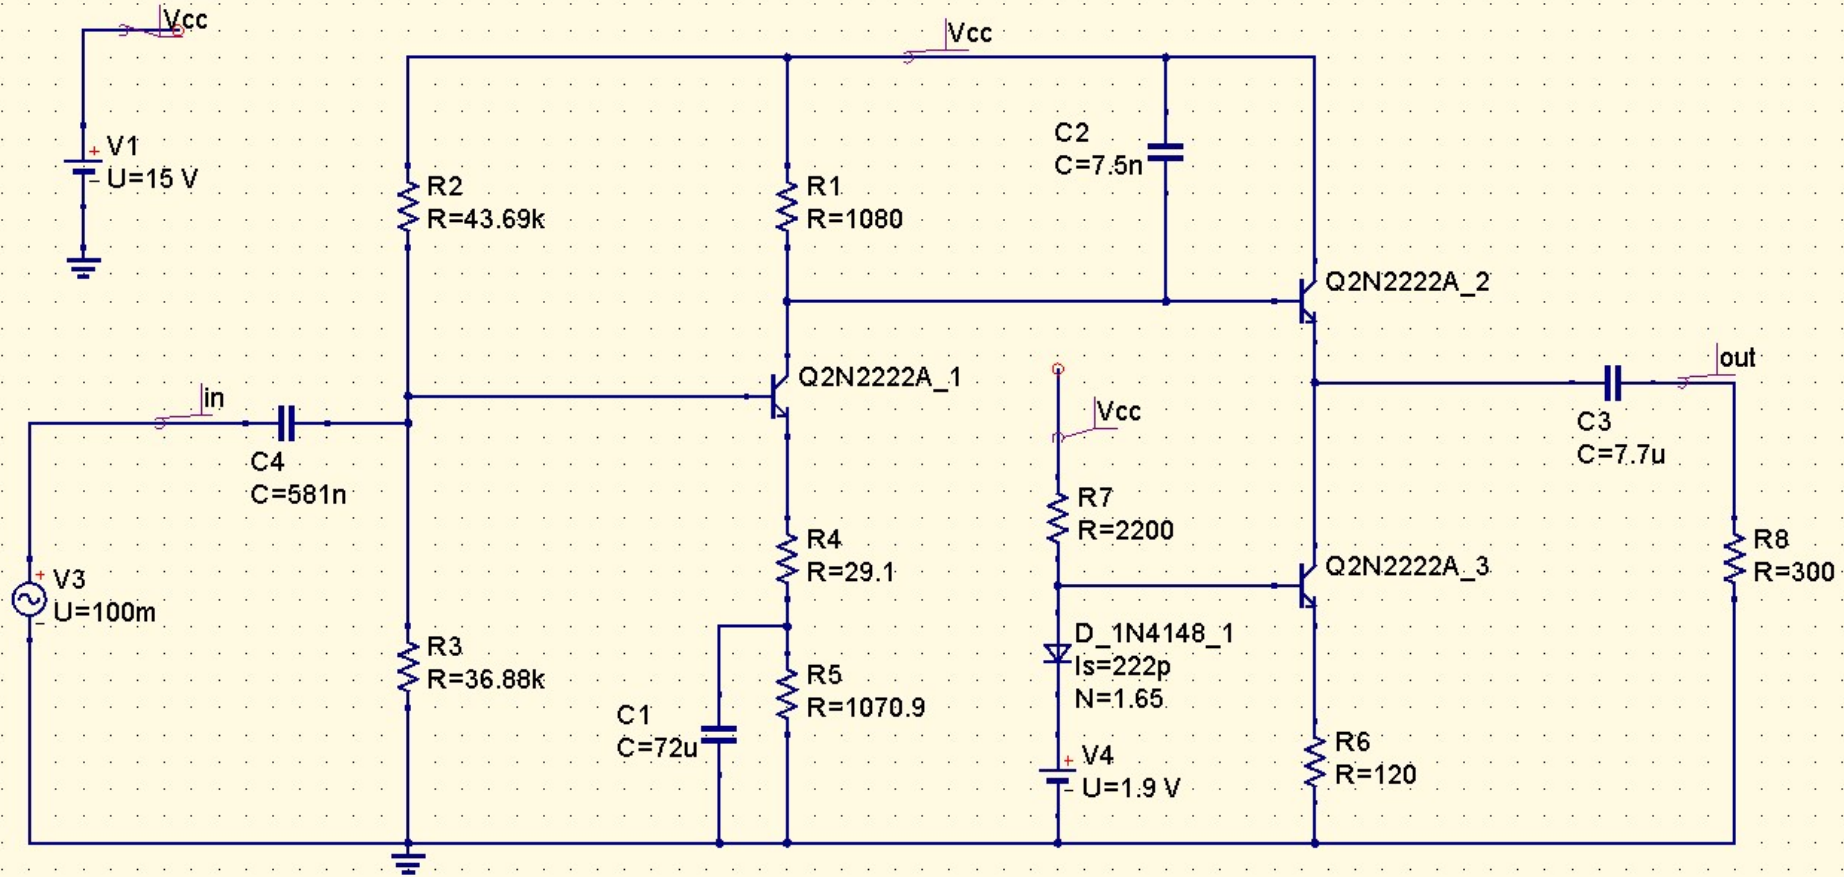 Vcc
V1
U=15 V
Vcc
C2
C=7.5n
R2
R=43.69k
R1
R=1080
Q2N2222A_2
in
C4
C=581n
Q2N2222A_1
Vcc
out
C3
C=7.7u
V3
U=100m
R4
R=29.1
R7
R=2200
Q2N2222A_3
R8
R=300
R3
R=36.88k
C1
C=72u
R5
R=1070.9
D_1N4148_1
Is=222p
N=1.65
V4
U=1.9 V
R6
R=120